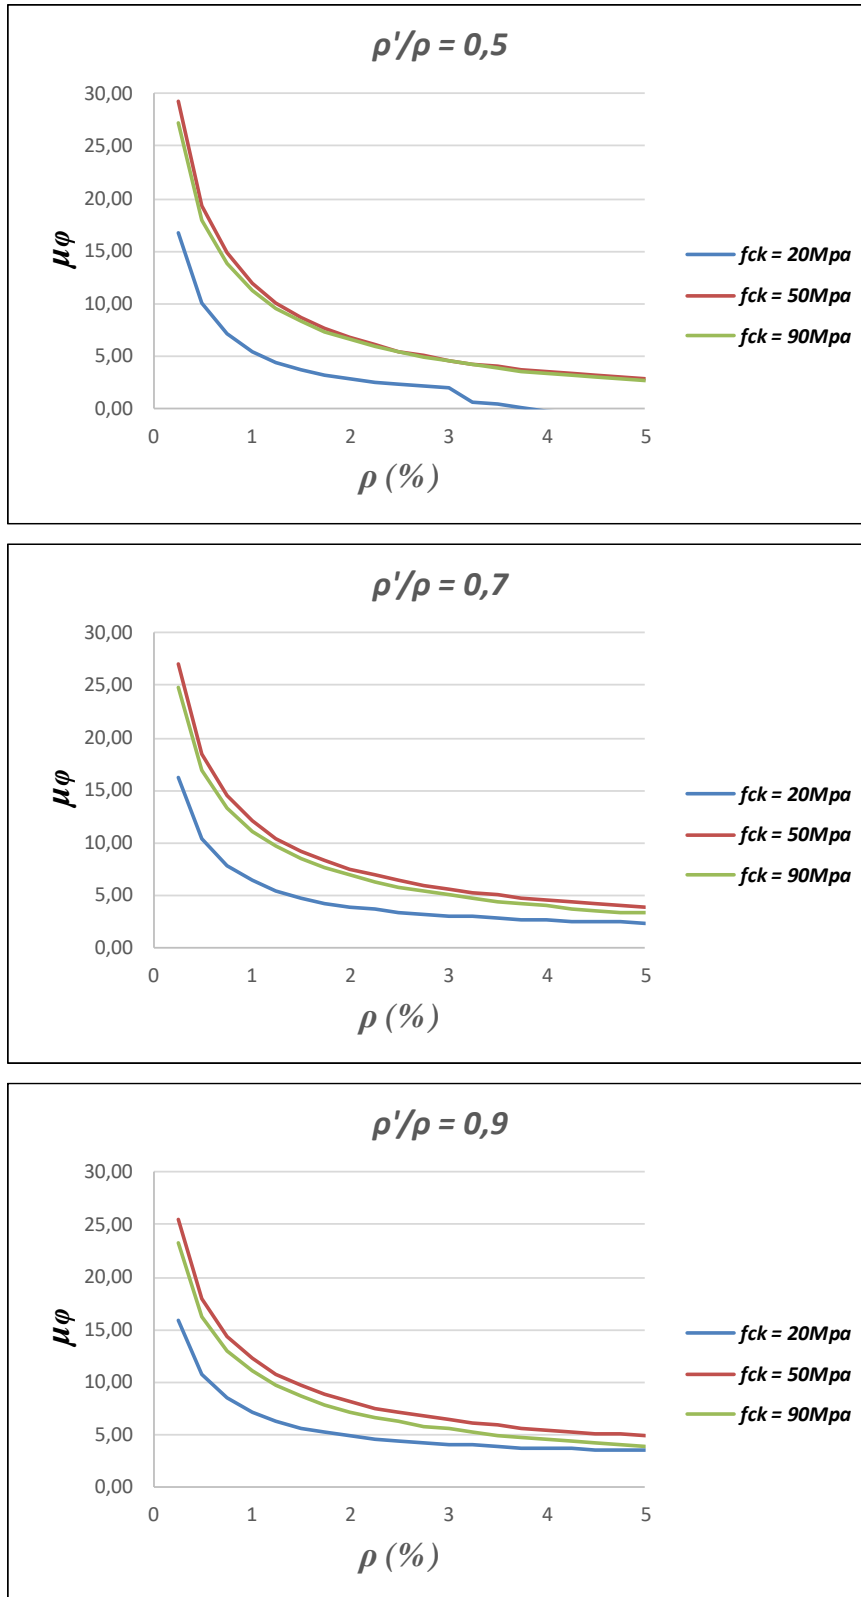 ρ'/ρ = 0,5
30,00
25,00
20,00
15,00
10,00
5,00
0,00
μφ
0 1 2 3 4 5
ρ (%)
fck = 20Mpa
fck = 50Mpa
fck = 90Mpa
ρ'/ρ = 0,7
30,00
25,00
20,00
15,00
10,00
5,00
0,00
μφ
0 1 2 3 4 5
ρ (%)
fck = 20Mpa
fck = 50Mpa
fck = 90Mpa
ρ'/ρ = 0,9
30,00
25,00
20,00
15,00
10,00
5,00
0,00
μφ
0 1 2 3 4 5
ρ (%)
fck = 20Mpa
fck = 50Mpa
fck = 90Mpa